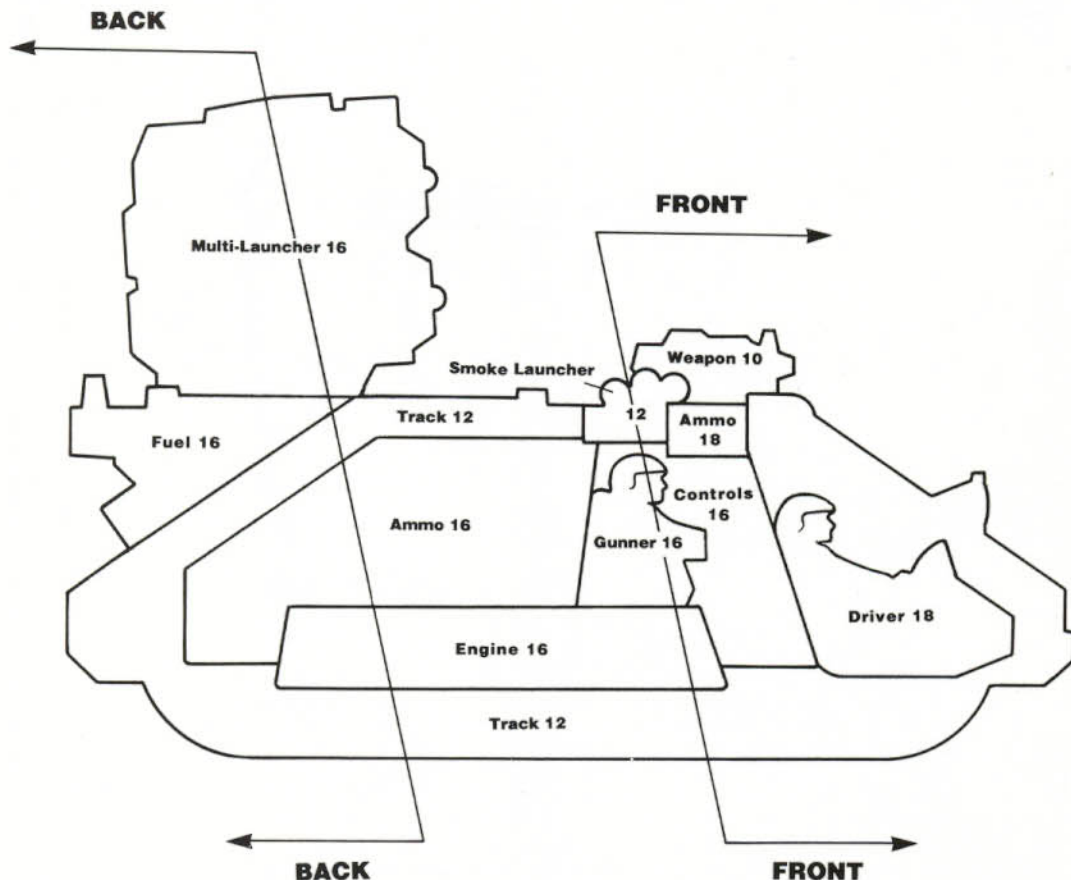 BACK
FRONT
Multi-Launcher 16
Weapon 10
Smoke Launcher
12
Track 12
Ammo
18
Fuel 16
Controls
16
Ammo 16
Gunner 16
Driver 18
Engine 16
Track 12
BACK
FRONT